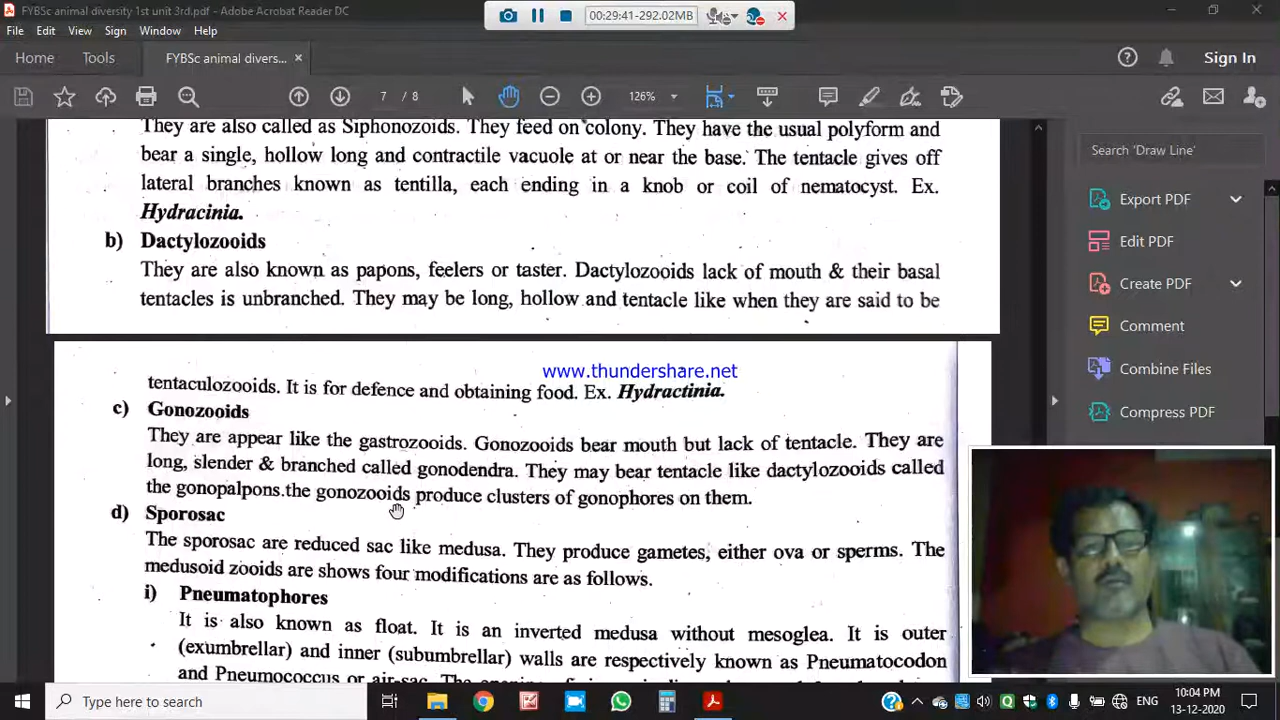 FYBSc animal diversity 1st unit 3rd.pdf - Adobe Acrobat Reader DC
00:29:41-292.02MB
File Edit View Sign Window Help
Home Tools FYBSc animal divers... Sign In
7 / 8 126%
They are also called as Siphonozoids. They feed on colony. They have the usual polyform and
bear a single, hollow long and contractile vacuole at or near the base. The tentacle gives off
lateral branches known as tentilla, each ending in a knob or coil of nematocyst. Ex.
Hydracinia.
b) Dactylozooids
They are also known as papons, feelers or taster. Dactylozooids lack of mouth & their basal
tentacles is unbranched. They may be long, hollow and tentacle like when they are said to be
www.thundershare.net
tentaculozooids. It is for defence and obtaining food. Ex. Hydractinia.
c) Gonozooids
They are appear like the gastrozooids. Gonozooids bear mouth but lack of tentacle. They are
long, slender & branched called gonodendra. They may bear tentacle like dactylozooids called
the gonopalpons.the gonozooids produce clusters of gonophores on them.
d) Sporosac
The sporosac are reduced sac like medusa. They produce gametes, either ova or sperms. The
medusoid zooids are shows four modifications are as follows.
i) Pneumatophores
It is also known as float. It is an inverted medusa without mesoglea. It is outer
(exumbrellar) and inner (subumbrellar) walls are respectively known as Pneumatocodon
and Pneumococcus or air-sac. The
Search 'Draw Line'
Export PDF
Edit PDF
Create PDF
Comment
Combine Files
Compress PDF
Type here to search
ENG
10:04 PM
13-12-2020